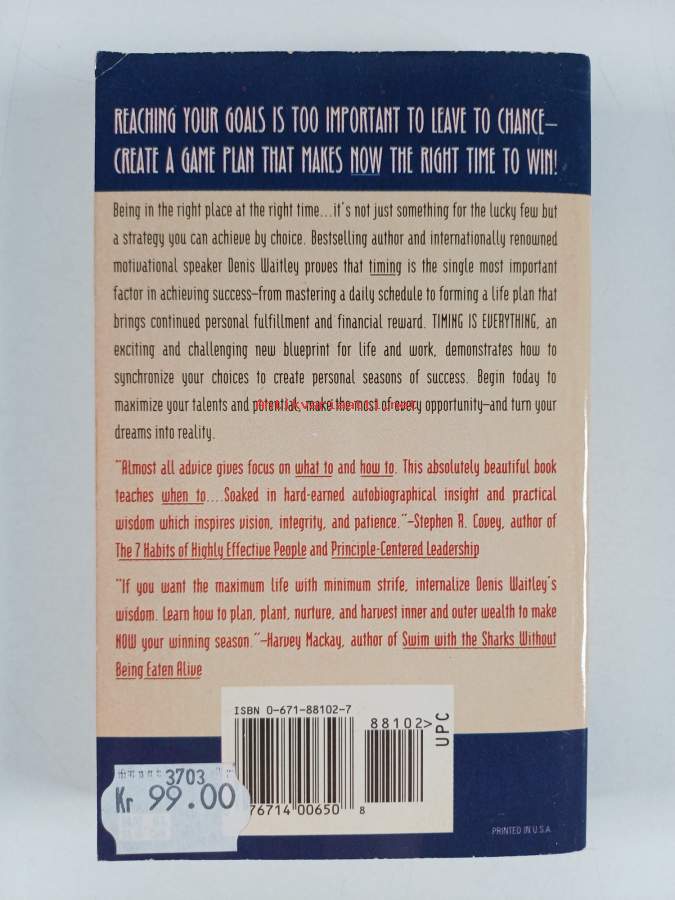 REACHING YOUR GOALS IS TOO IMPORTANT TO LEAVE TO CHANCE–
CREATE A GAME PLAN THAT MAKES NOW THE RIGHT TIME TO WIN!
Being in the right place at the right time...it's not just something for the lucky few but
a strategy you can achieve by choice. Bestselling author and internationally renowned
motivational speaker Denis Waitley proves that timing is the single most important
factor in achieving success–from mastering a daily schedule to forming a life plan that
brings continued personal fulfillment and financial reward. TIMING IS EVERYTHING, an
exciting and challenging new blueprint for life and work, demonstrates how to
synchronize your choices to create personal seasons of success. Begin today to
maximize your talents and potential, make the most of every opportunity–and turn your
dreams into reality.
"Almost all advice gives focus on what to and how to. This absolutely beautiful book
teaches when to....Soaked in hard-earned autobiographical insight and practical
wisdom which inspires vision, integrity, and patience."–Stephen R. Covey, author of
The 7 Habits of Highly Effective People and Principle-Centered Leadership
"If you want the maximum life with minimum strife, internalize Denis Waitley's
wisdom. Learn how to plan, plant, nurture, and harvest inner and outer wealth to make
NOW your winning season."–Harvey Mackay, author of Swim with the Sharks Without
Being Eaten Alive
ISBN 0-671-88102-7
88102>
UPC
76714 00650 8
3703
Kr 99.00
PRINTED IN U.S.A.